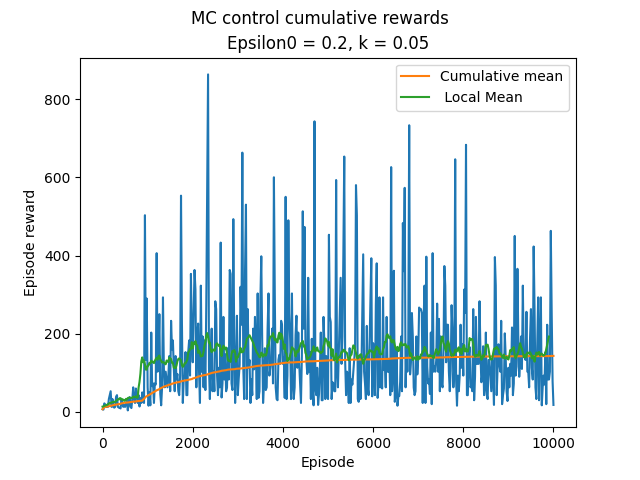 MC control cumulative rewards
Epsilon0 = 0.2, k = 0.05
Cumulative mean
Local Mean
Episode reward
800
600
400
200
0
0 2000 4000 6000 8000 10000
Episode